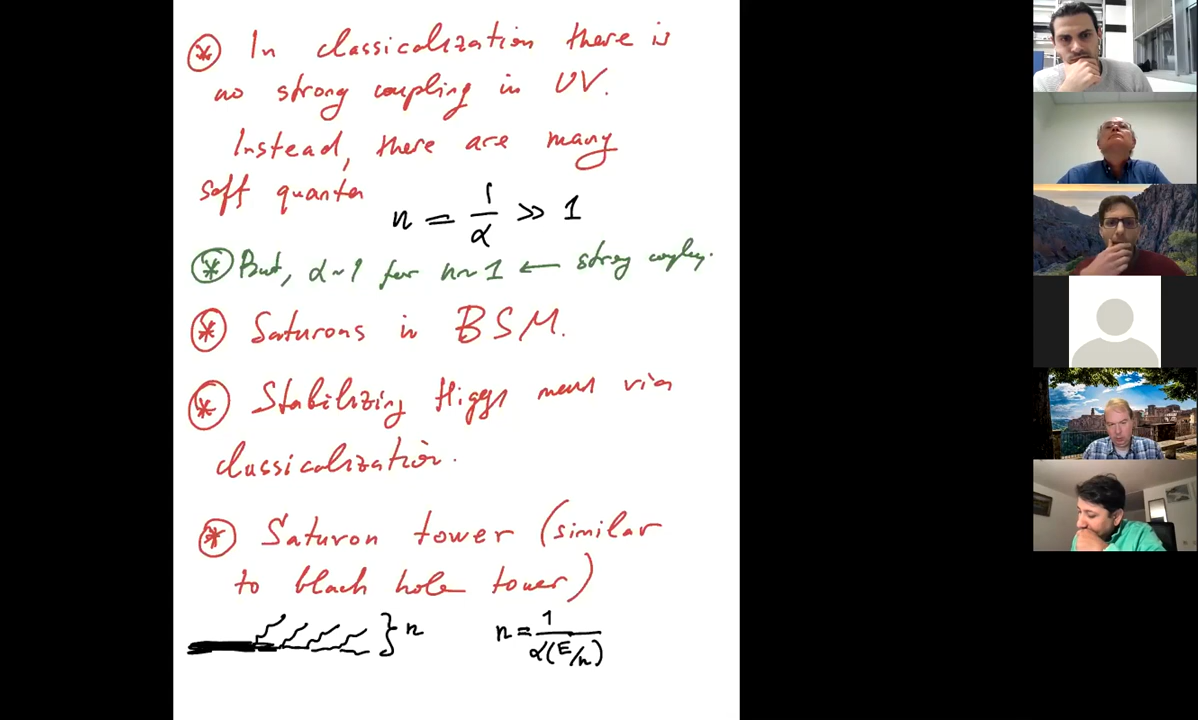 * In classicalization there is
no strong coupling in UV.
Instead, there are many
soft quanta n = 1/α >> 1
* But, α ~ 1 for n ~ 1 ← strong coupling.
* Saturons in BSM.
* Stabilizing Higgs mass via
classicalization.
* Saturon tower (similar
to black hole tower)
} n n = 1/α(E/n)